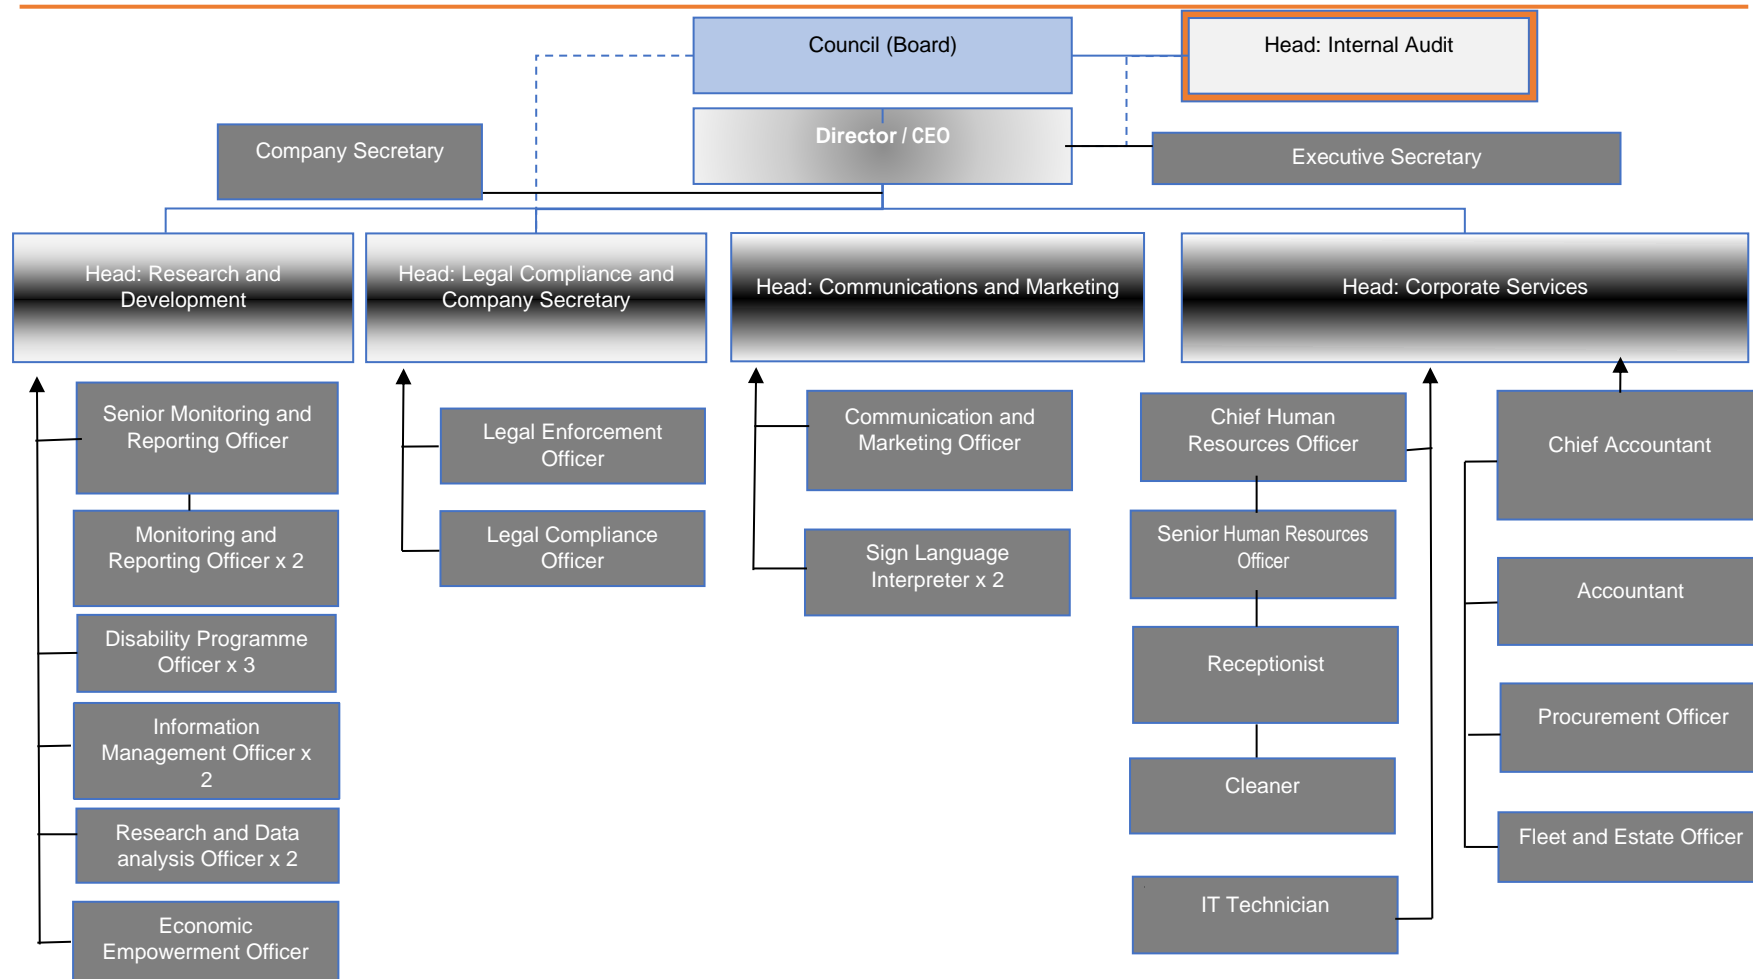 Council (Board)
Head: Internal Audit
Director / CEO
Company Secretary
Executive Secretary
Head: Research and
Development
Head: Legal Compliance and
Company Secretary
Head: Communications and Marketing
Head: Corporate Services
Senior Monitoring and
Reporting Officer
Monitoring and
Reporting Officer x 2
Disability Programme
Officer x 3
Information
Management Officer x
2
Research and Data
analysis Officer x 2
Economic
Empowerment Officer
Legal Enforcement
Officer
Legal Compliance
Officer
Communication and
Marketing Officer
Sign Language
Interpreter x 2
Chief Human
Resources Officer
Senior Human Resources
Officer
Receptionist
Cleaner
IT Technician
Chief Accountant
Accountant
Procurement Officer
Fleet and Estate Officer